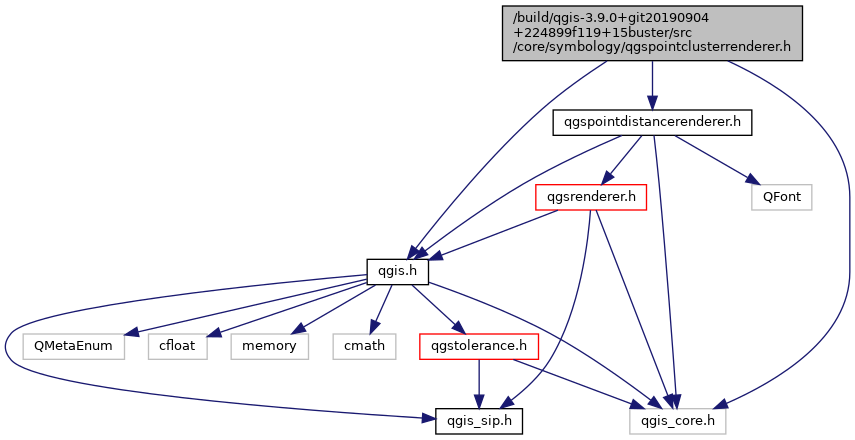 /build/qgis-3.9.0+git20190904
+224899f119+15buster/src
/core/symbology/qgspointclusterrenderer.h
qgspointdistancerenderer.h
qgsrenderer.h
QFont
qgis.h
QMetaEnum
cfloat
memory
cmath
qgstolerance.h
qgis_sip.h
qgis_core.h